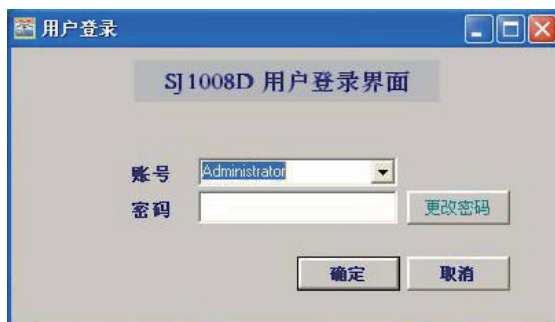 用户登录
SJ1008D 用户登录界面
账号 Administrator
密码 更改密码
确定 取消